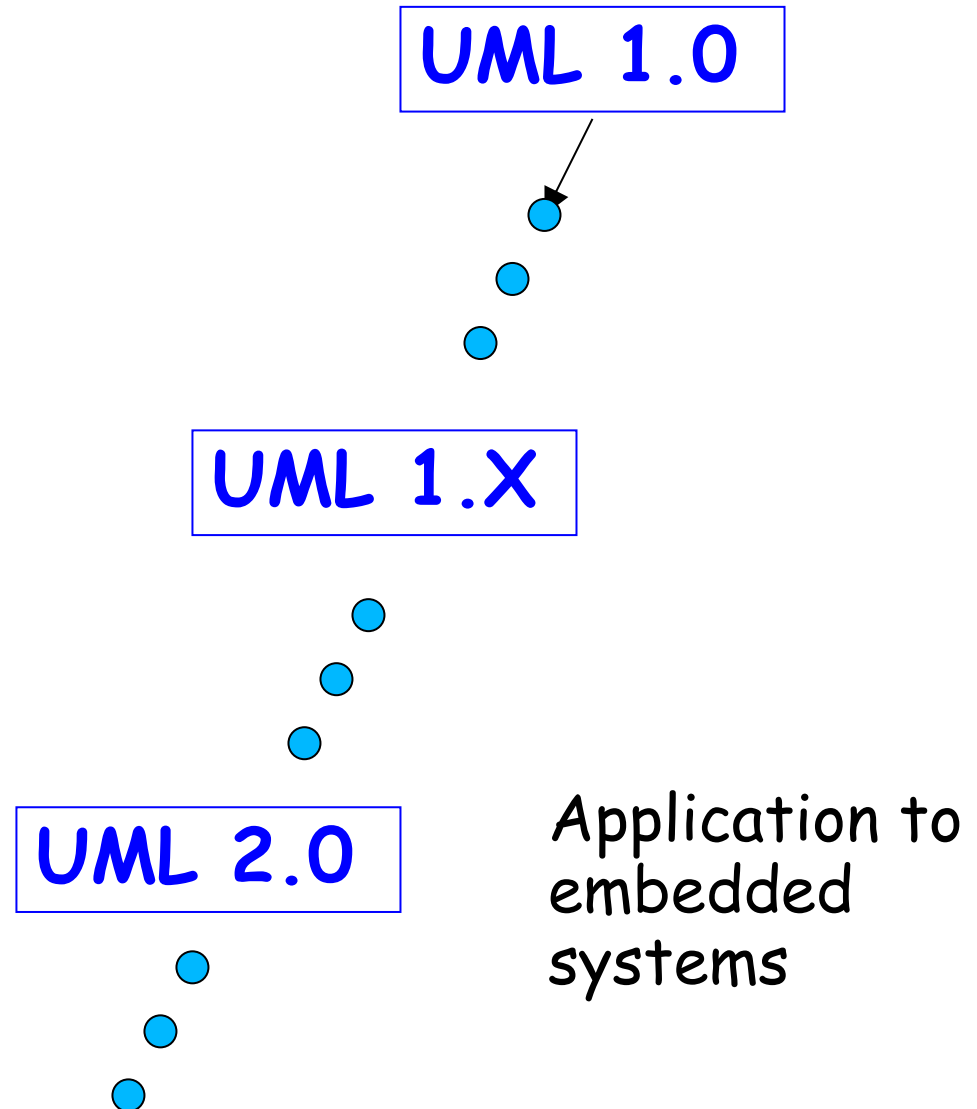 UML 1.0
UML 1.X
UML 2.0
Application to
embedded
systems